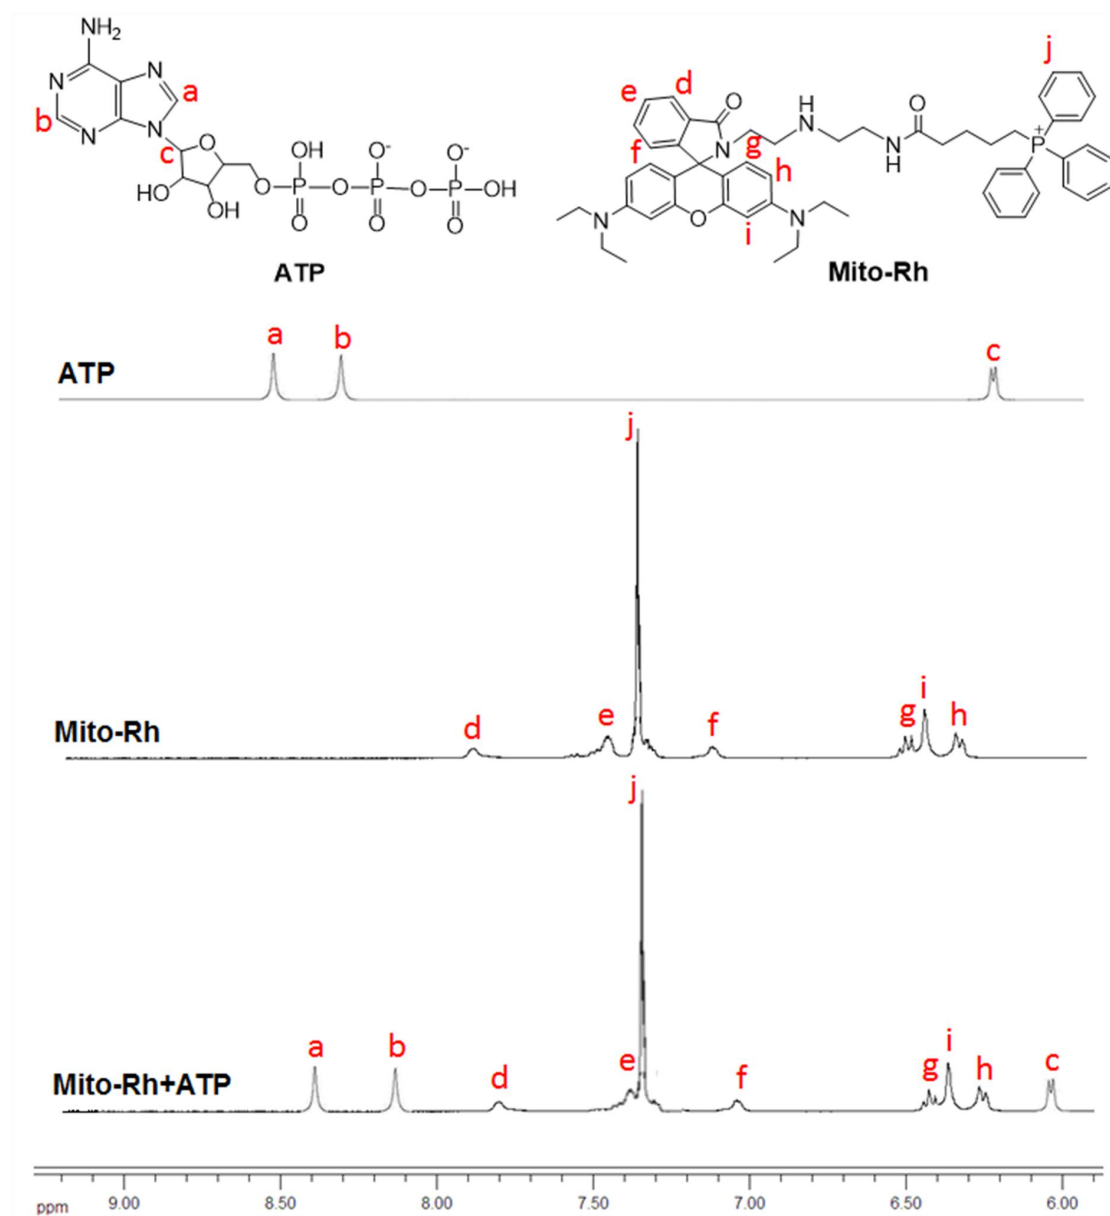 NH2
N
N
a
b
N
N
c
O
OH
O-
O-
HO
OH
O
P
O
P
O
P
OH
O
O
O
ATP
j
e
d
O
H
N
O
N
g
N
H
P+
f
h
N
O
i
N
Mito-Rh
ATP
a
b
c
Mito-Rh
d
e
j
f
g
i
h
Mito-Rh+ATP
a
b
d
e
j
f
g
i
h
c
ppm 9.00 8.50 8.00 7.50 7.00 6.50 6.00